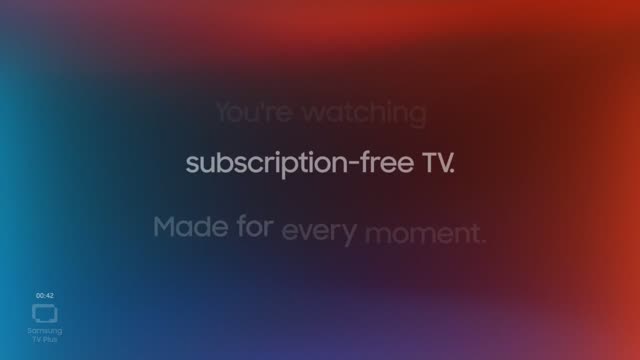 You're watching
subscription-free TV.
Made for every moment.
00:42
Samsung
TV Plus